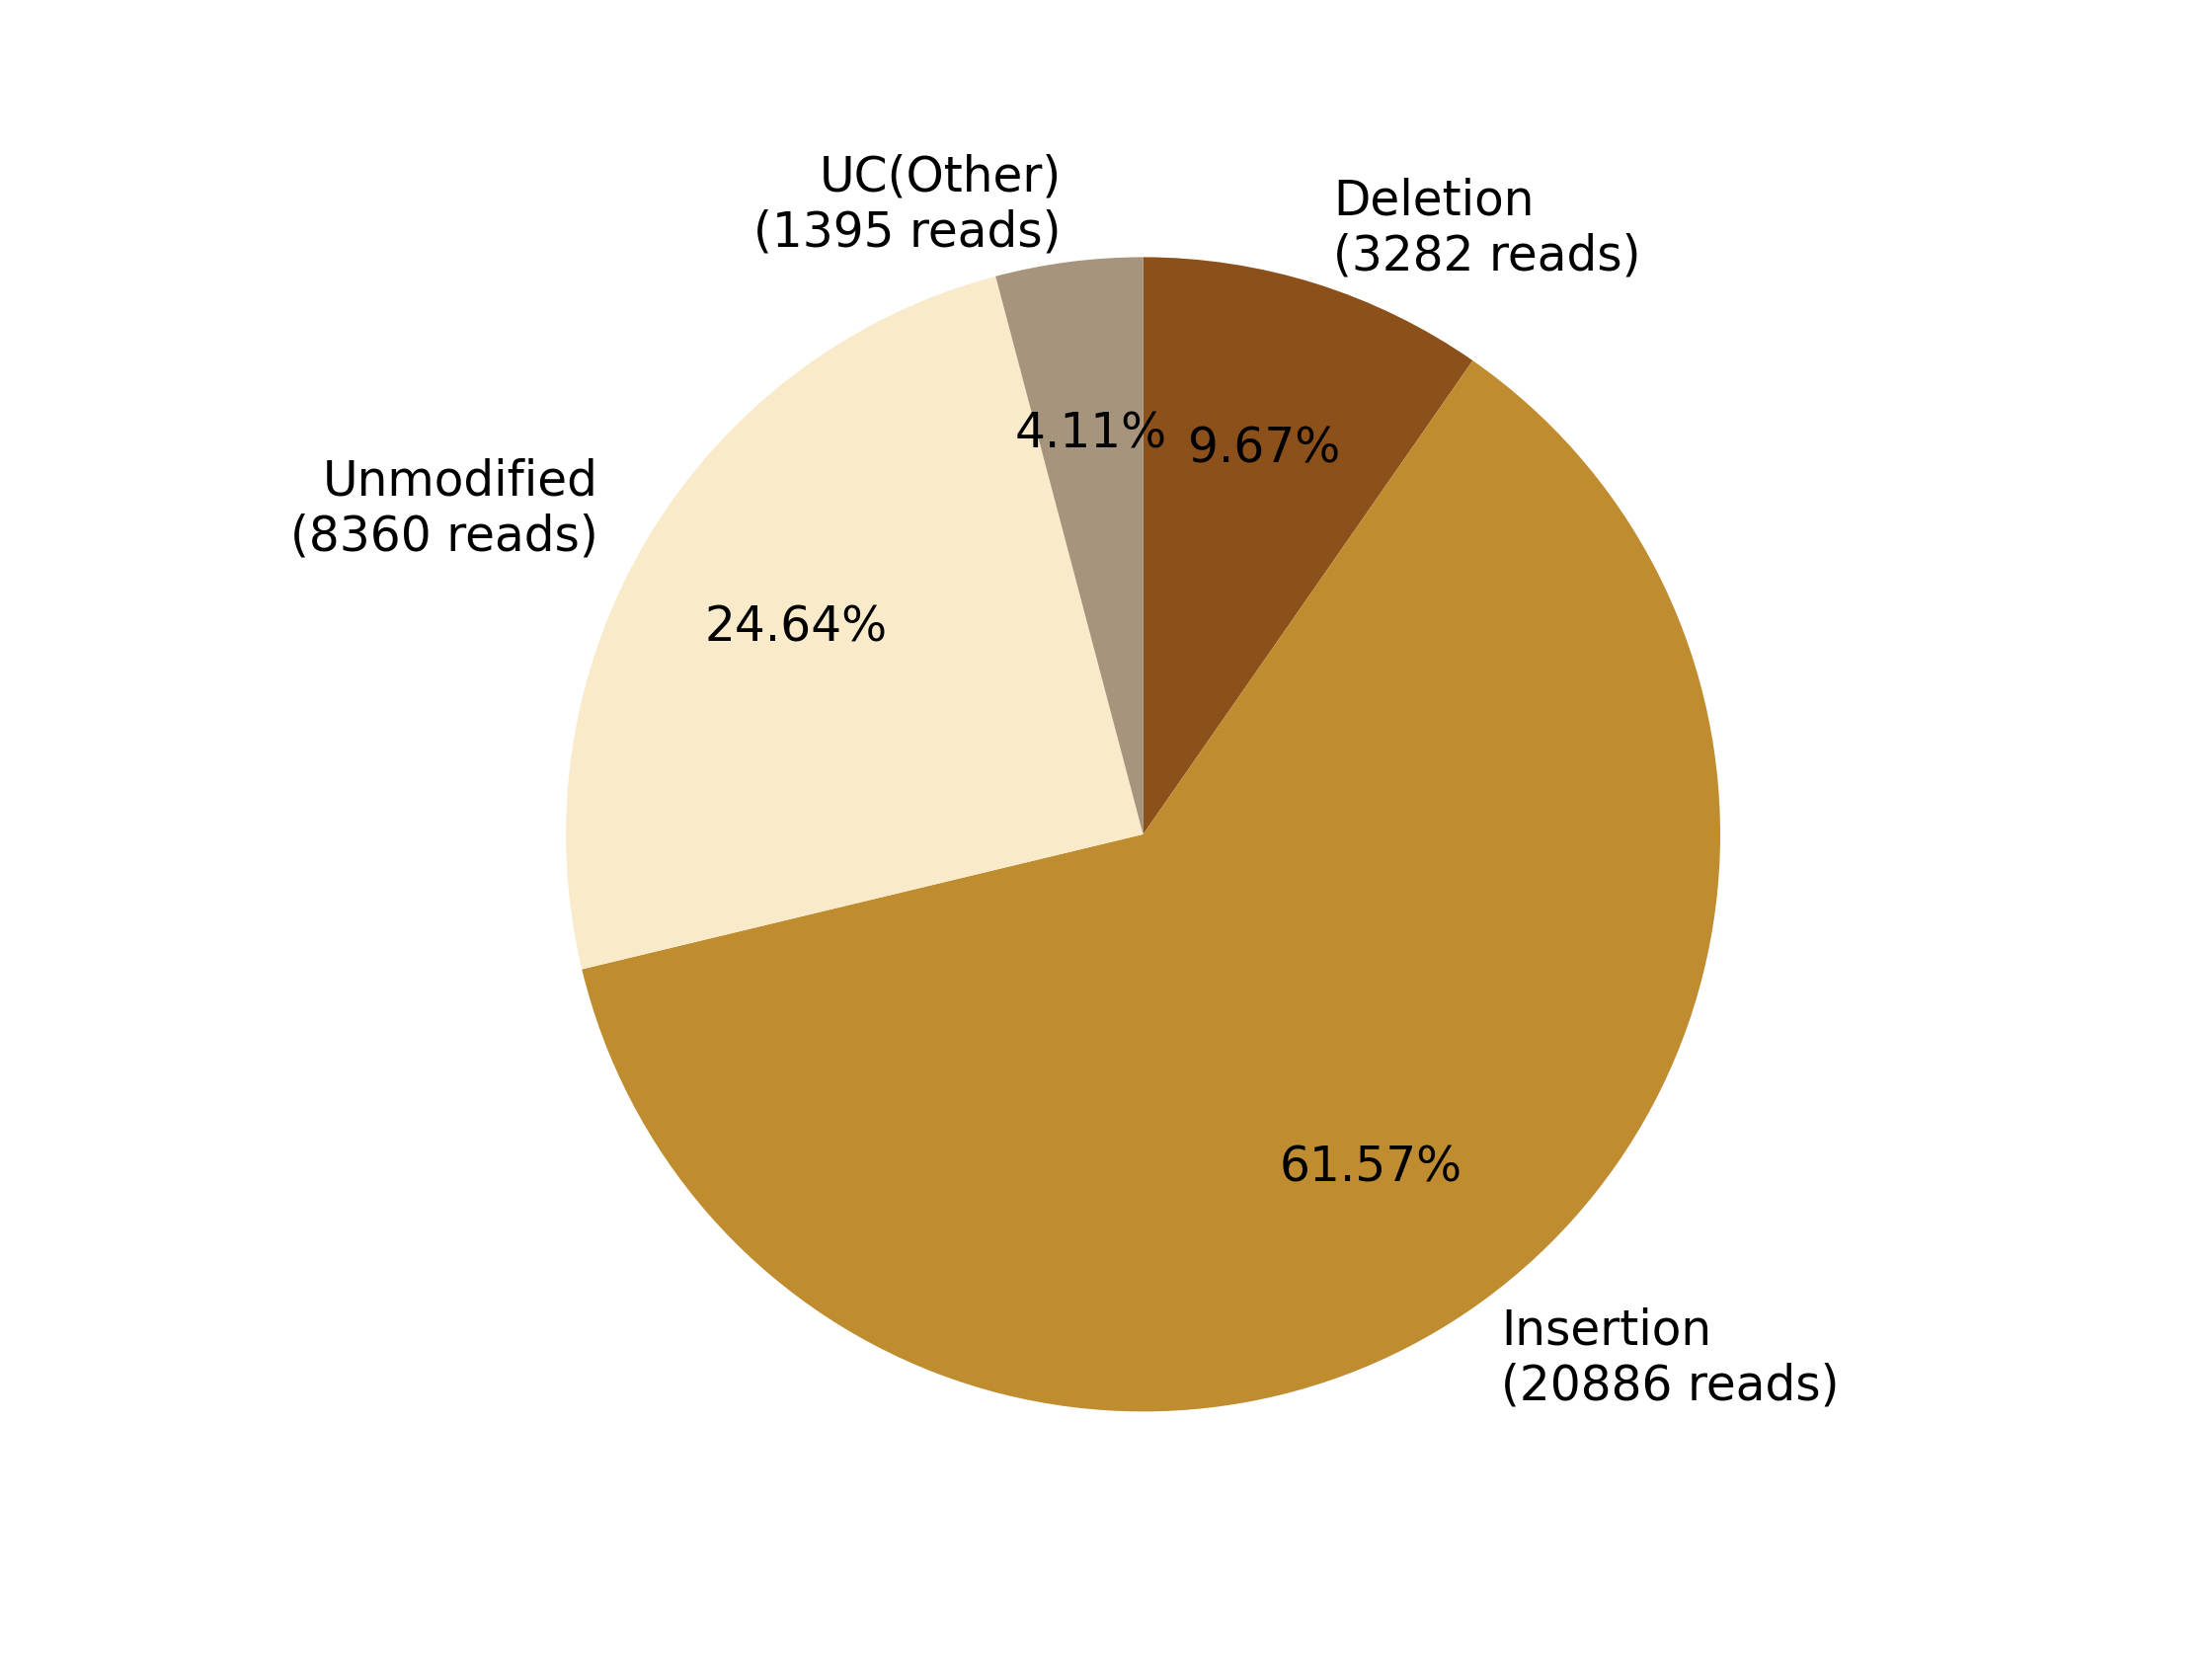 UC(Other)
(1395 reads)
Deletion
(3282 reads)
4.11%
9.67%
Unmodified
(8360 reads)
24.64%
61.57%
Insertion
(20886 reads)